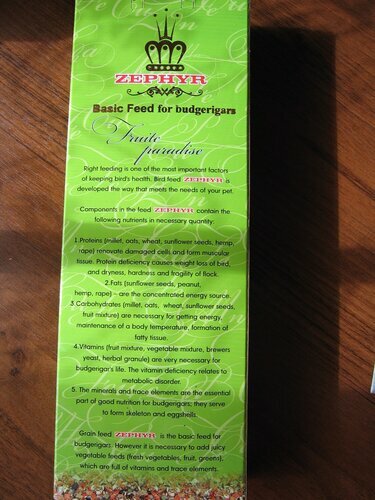 ZEPHYR
Basic Feed for budgerigars
Fruite
paradise
Right feeding is one of the most important factors
of keeping bird's health. Bird feed ZEPHYR is
developed the way that meets the needs of your pet.
Components in the feed ZEPHYR contain the
following nutrients in necessary quantity:
1.Proteins (millet, oats, wheat, sunflower seeds, hemp,
rape) renovate damaged cells and form muscular
tissue. Protein deficiency causes weight loss of bird,
and dryness, hardness and frogility of flock.
2.Fats (sunflower seeds, peanut,
hemp, rape) – are the concentrated energy source.
3.Carbohydrates (millet, oats, wheat, sunflower seeds,
fruit mixture) are necessary for getting energy,
maintenance of a body temperature, formation of
fatty tissue.
4.Vitamins (fruit mixture, vegetable mixture, brewers
yeast, herbal granule) are very necessary for
budgerigar's life. The vitamin deficiency relates to
metabolic disorder.
5. The minerals and trace elements are the essential
part of good nutrition for budgerigars: they serve
to form skeleton and eggshells.
Grain feed ZEPHYR is the basic feed for
budgerigars. However it is necessary to add juicy
vegetable feeds (fresh vegetables, fruit, greens),
which are full of vitamins and trace elements.